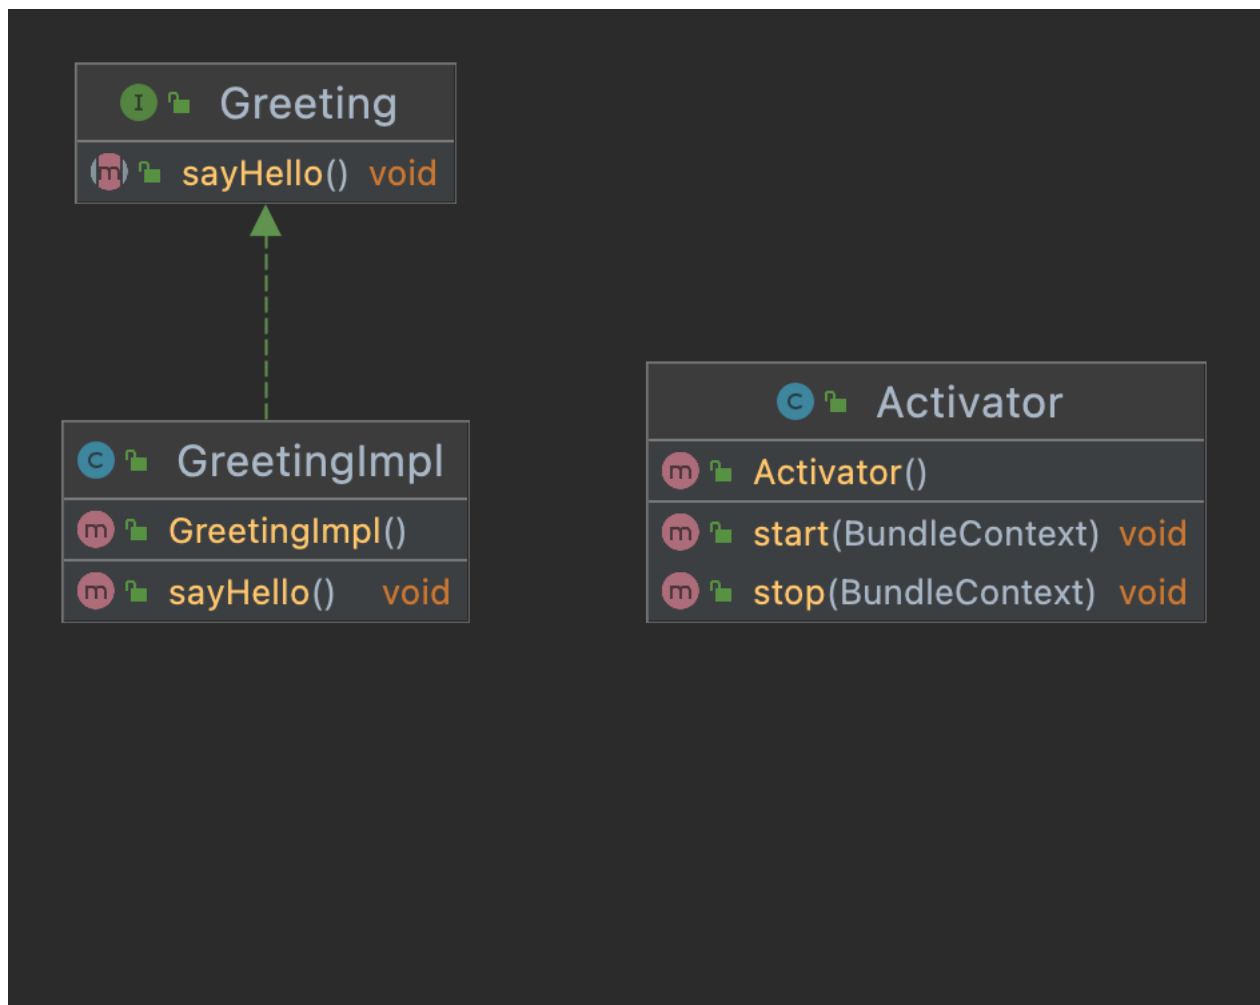 I Greeting
m sayHello() void
C GreetingImpl
m GreetingImpl()
m sayHello() void
C Activator
m Activator()
m start(BundleContext) void
m stop(BundleContext) void